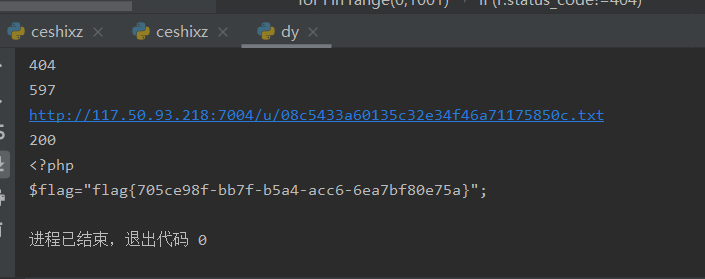 for i in range(0,1001) › if (r.status_code!=404)
ceshixz × ceshixz × dy ×
404
597
http://117.50.93.218:7004/u/08c5433a60135c32e34f46a71175850c.txt
200
<?php
$flag="flag{705ce98f-bb7f-b5a4-acc6-6ea7bf80e75a}";
进程已结束，退出代码 0